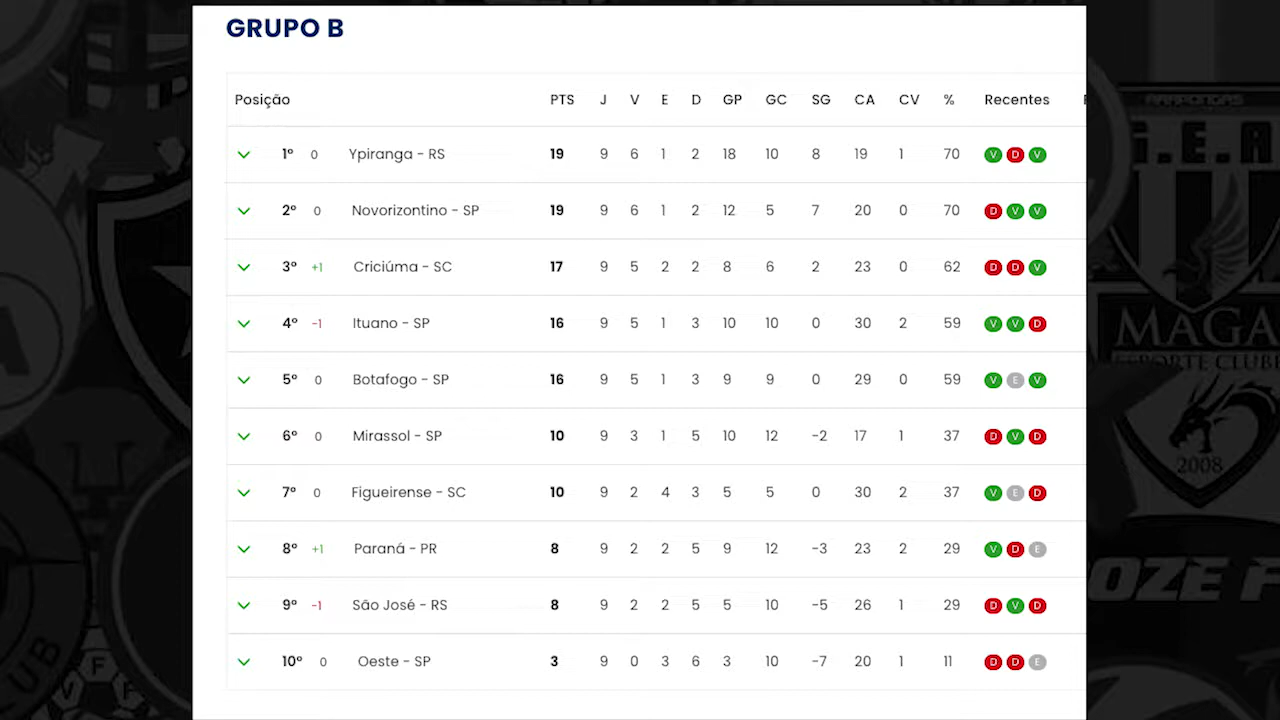 GRUPO B
Posição PTS J V E D GP GC SG CA CV % Recentes
1º 0 Ypiranga - RS 19 9 6 1 2 18 10 8 19 1 70 V D V
2º 0 Novorizontino - SP 19 9 6 1 2 12 5 7 20 0 70 D V V
3º +1 Criciúma - SC 17 9 5 2 2 8 6 2 23 0 62 D D V
4º -1 Ituano - SP 16 9 5 1 3 10 10 0 30 2 59 V V D
5º 0 Botafogo - SP 16 9 5 1 3 9 9 0 29 0 59 V E V
6º 0 Mirassol - SP 10 9 3 1 5 10 12 -2 17 1 37 D V D
7º 0 Figueirense - SC 10 9 2 4 3 5 5 0 30 2 37 V E D
8º +1 Paraná - PR 8 9 2 2 5 9 12 -3 23 2 29 V D E
9º -1 São José - RS 8 9 2 2 5 5 10 -5 26 1 29 D V D
10º 0 Oeste - SP 3 9 0 3 6 3 10 -7 20 1 11 D D E
ARAPONGAS
G.E.A
MAGA
ESPORTE CLUBE
2008
OZE F
UB
F
V F